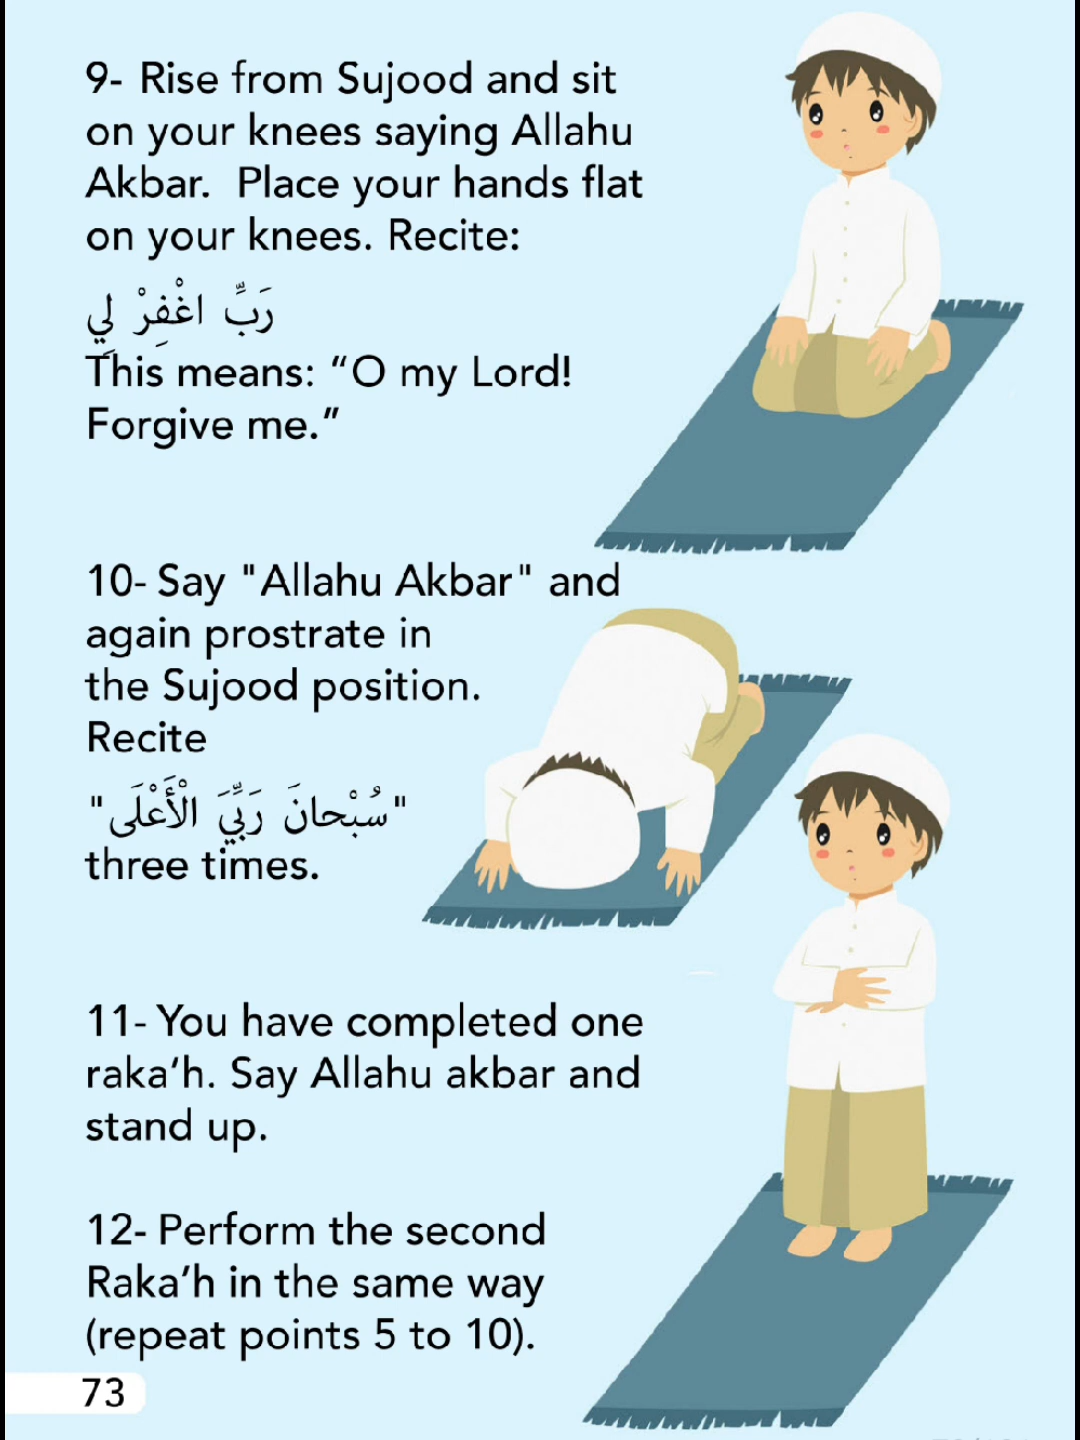 9- Rise from Sujood and sit
on your knees saying Allahu
Akbar. Place your hands flat
on your knees. Recite:
رَبِّ اغْفِرْ لِي
This means: “O my Lord!
Forgive me.”
10- Say "Allahu Akbar" and
again prostrate in
the Sujood position.
Recite
"سُبْحانَ رَبِّيَ الْأَعْلَى"
three times.
11- You have completed one
raka’h. Say Allahu akbar and
stand up.
12- Perform the second
Raka’h in the same way
(repeat points 5 to 10).
73